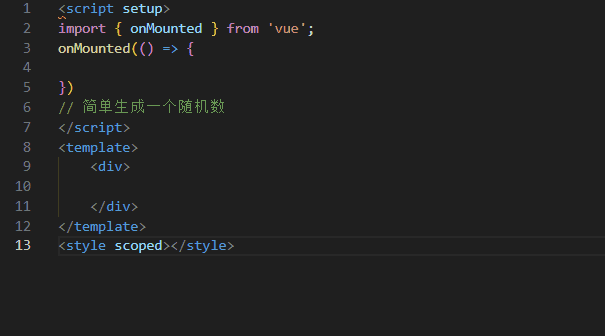 1 <script setup>
2 import { onMounted } from 'vue';
3 onMounted(() => {
4
5 })
6 // 简单生成一个随机数
7 </script>
8 <template>
9     <div>
10
11     </div>
12 </template>
13 <style scoped></style>